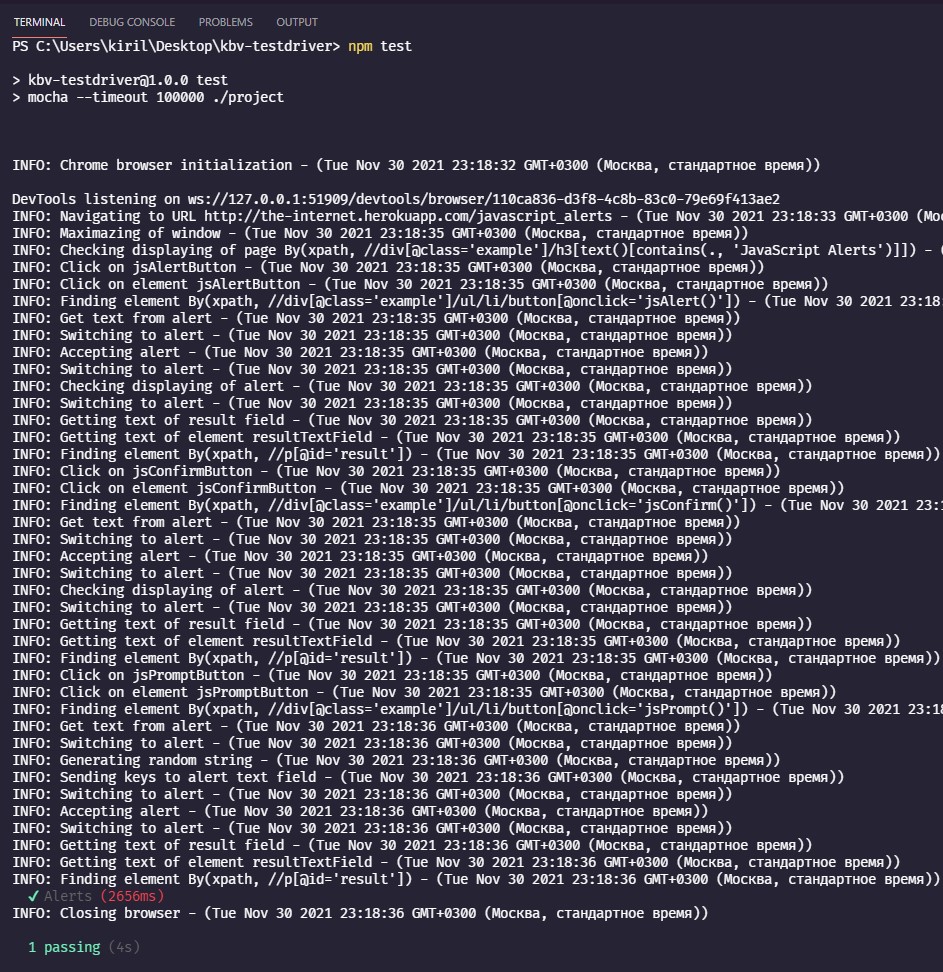 TERMINAL DEBUG CONSOLE PROBLEMS OUTPUT
PS C:\Users\kiril\Desktop\kbv-testdriver> npm test
> kbv-testdriver@1.0.0 test
> mocha --timeout 100000 ./project
INFO: Chrome browser initialization - (Tue Nov 30 2021 23:18:32 GMT+0300 (Москва, стандартное время))
DevTools listening on ws://127.0.0.1:51909/devtools/browser/110ca836-d3f8-4c8b-83c0-79e69f413ae2
INFO: Navigating to URL http://the-internet.herokuapp.com/javascript_alerts - (Tue Nov 30 2021 23:18:33 GMT+0300 (Мо
INFO: Maximazing of window - (Tue Nov 30 2021 23:18:35 GMT+0300 (Москва, стандартное время))
INFO: Checking displaying of page By(xpath, //div[@class='example']/h3[text()[contains(., 'JavaScript Alerts')]]) - (
INFO: Click on jsAlertButton - (Tue Nov 30 2021 23:18:35 GMT+0300 (Москва, стандартное время))
INFO: Click on element jsAlertButton - (Tue Nov 30 2021 23:18:35 GMT+0300 (Москва, стандартное время))
INFO: Finding element By(xpath, //div[@class='example']/ul/li/button[@onclick='jsAlert()']) - (Tue Nov 30 2021 23:18
INFO: Get text from alert - (Tue Nov 30 2021 23:18:35 GMT+0300 (Москва, стандартное время))
INFO: Switching to alert - (Tue Nov 30 2021 23:18:35 GMT+0300 (Москва, стандартное время))
INFO: Accepting alert - (Tue Nov 30 2021 23:18:35 GMT+0300 (Москва, стандартное время))
INFO: Switching to alert - (Tue Nov 30 2021 23:18:35 GMT+0300 (Москва, стандартное время))
INFO: Checking displaying of alert - (Tue Nov 30 2021 23:18:35 GMT+0300 (Москва, стандартное время))
INFO: Switching to alert - (Tue Nov 30 2021 23:18:35 GMT+0300 (Москва, стандартное время))
INFO: Getting text of result field - (Tue Nov 30 2021 23:18:35 GMT+0300 (Москва, стандартное время))
INFO: Getting text of element resultTextField - (Tue Nov 30 2021 23:18:35 GMT+0300 (Москва, стандартное время))
INFO: Finding element By(xpath, //p[@id='result']) - (Tue Nov 30 2021 23:18:35 GMT+0300 (Москва, стандартное время))
INFO: Click on jsConfirmButton - (Tue Nov 30 2021 23:18:35 GMT+0300 (Москва, стандартное время))
INFO: Click on element jsConfirmButton - (Tue Nov 30 2021 23:18:35 GMT+0300 (Москва, стандартное время))
INFO: Finding element By(xpath, //div[@class='example']/ul/li/button[@onclick='jsConfirm()']) - (Tue Nov 30 2021 23:1
INFO: Get text from alert - (Tue Nov 30 2021 23:18:35 GMT+0300 (Москва, стандартное время))
INFO: Switching to alert - (Tue Nov 30 2021 23:18:35 GMT+0300 (Москва, стандартное время))
INFO: Accepting alert - (Tue Nov 30 2021 23:18:35 GMT+0300 (Москва, стандартное время))
INFO: Switching to alert - (Tue Nov 30 2021 23:18:35 GMT+0300 (Москва, стандартное время))
INFO: Checking displaying of alert - (Tue Nov 30 2021 23:18:35 GMT+0300 (Москва, стандартное время))
INFO: Switching to alert - (Tue Nov 30 2021 23:18:35 GMT+0300 (Москва, стандартное время))
INFO: Getting text of result field - (Tue Nov 30 2021 23:18:35 GMT+0300 (Москва, стандартное время))
INFO: Getting text of element resultTextField - (Tue Nov 30 2021 23:18:35 GMT+0300 (Москва, стандартное время))
INFO: Finding element By(xpath, //p[@id='result']) - (Tue Nov 30 2021 23:18:35 GMT+0300 (Москва, стандартное время))
INFO: Click on jsPromptButton - (Tue Nov 30 2021 23:18:35 GMT+0300 (Москва, стандартное время))
INFO: Click on element jsPromptButton - (Tue Nov 30 2021 23:18:35 GMT+0300 (Москва, стандартное время))
INFO: Finding element By(xpath, //div[@class='example']/ul/li/button[@onclick='jsPrompt()']) - (Tue Nov 30 2021 23:18
INFO: Get text from alert - (Tue Nov 30 2021 23:18:36 GMT+0300 (Москва, стандартное время))
INFO: Switching to alert - (Tue Nov 30 2021 23:18:36 GMT+0300 (Москва, стандартное время))
INFO: Generating random string - (Tue Nov 30 2021 23:18:36 GMT+0300 (Москва, стандартное время))
INFO: Sending keys to alert text field - (Tue Nov 30 2021 23:18:36 GMT+0300 (Москва, стандартное время))
INFO: Switching to alert - (Tue Nov 30 2021 23:18:36 GMT+0300 (Москва, стандартное время))
INFO: Accepting alert - (Tue Nov 30 2021 23:18:36 GMT+0300 (Москва, стандартное время))
INFO: Switching to alert - (Tue Nov 30 2021 23:18:36 GMT+0300 (Москва, стандартное время))
INFO: Getting text of result field - (Tue Nov 30 2021 23:18:36 GMT+0300 (Москва, стандартное время))
INFO: Getting text of element resultTextField - (Tue Nov 30 2021 23:18:36 GMT+0300 (Москва, стандартное время))
INFO: Finding element By(xpath, //p[@id='result']) - (Tue Nov 30 2021 23:18:36 GMT+0300 (Москва, стандартное время))
✓ Alerts (2656ms)
INFO: Closing browser - (Tue Nov 30 2021 23:18:36 GMT+0300 (Москва, стандартное время))
1 passing (4s)